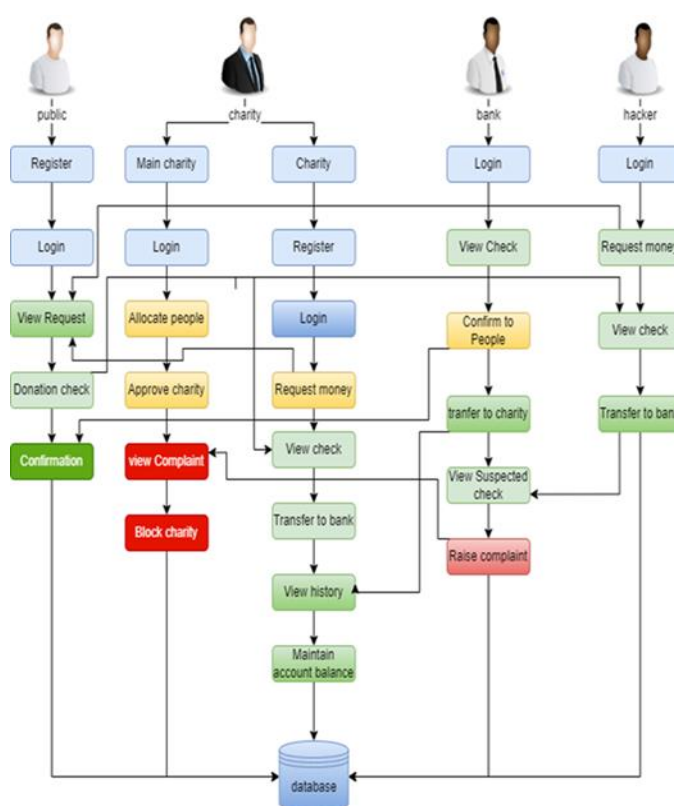 public
charity
bank
hacker
Register
Main charity
Charity
Login
Login
Login
Login
Register
View Check
Request money
View Request
Allocate people
Login
Confirm to
People
View check
Donation check
Approve charity
Request money
tranfer to charity
Transfer to bank
Confirmation
view Complaint
View check
View Suspected
check
Block charity
Transfer to bank
Raise complaint
View history
Maintain
account balance
database